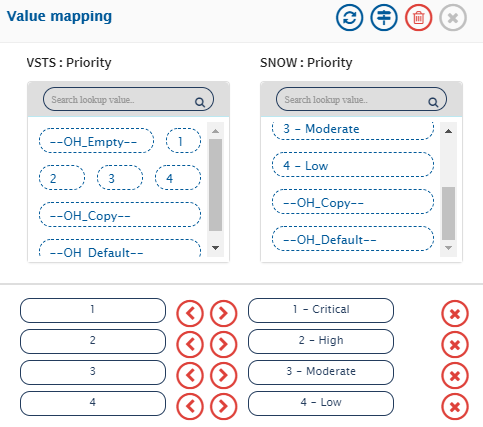 Value mapping
VSTS : Priority
SNOW : Priority
Search lookup value..
Search lookup value..
--OH_Empty--
1
2
3
4
--OH_Copy--
--OH_Default--
3 - Moderate
4 - Low
--OH_Copy--
--OH_Default--
1
1 - Critical
2
2 - High
3
3 - Moderate
4
4 - Low